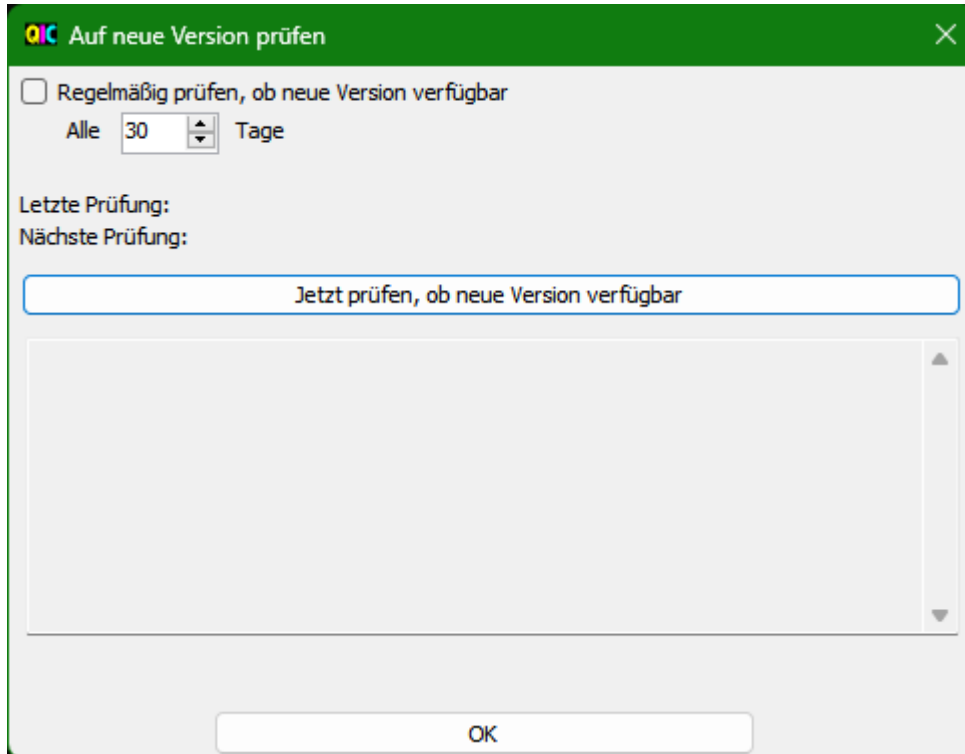 QIC Auf neue Version prüfen
Regelmäßig prüfen, ob neue Version verfügbar
Alle 30 Tage
Letzte Prüfung:
Nächste Prüfung:
Jetzt prüfen, ob neue Version verfügbar
OK